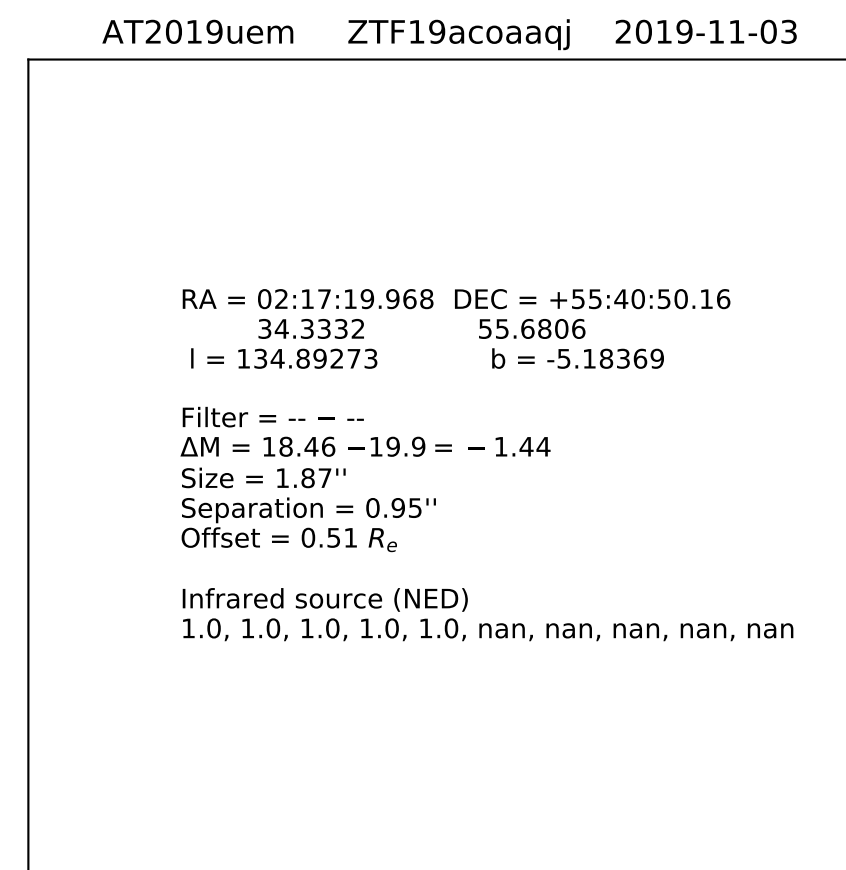 AT2019uem ZTF19acoaaqj 2019-11-03
RA = 02:17:19.968 DEC = +55:40:50.16
34.3332 55.6806
l = 134.89273 b = -5.18369
Filter = -- − --
ΔM = 18.46 −19.9 = − 1.44
Size = 1.87''
Separation = 0.95''
Offset = 0.51 Rₑ
Infrared source (NED)
1.0, 1.0, 1.0, 1.0, 1.0, nan, nan, nan, nan, nan